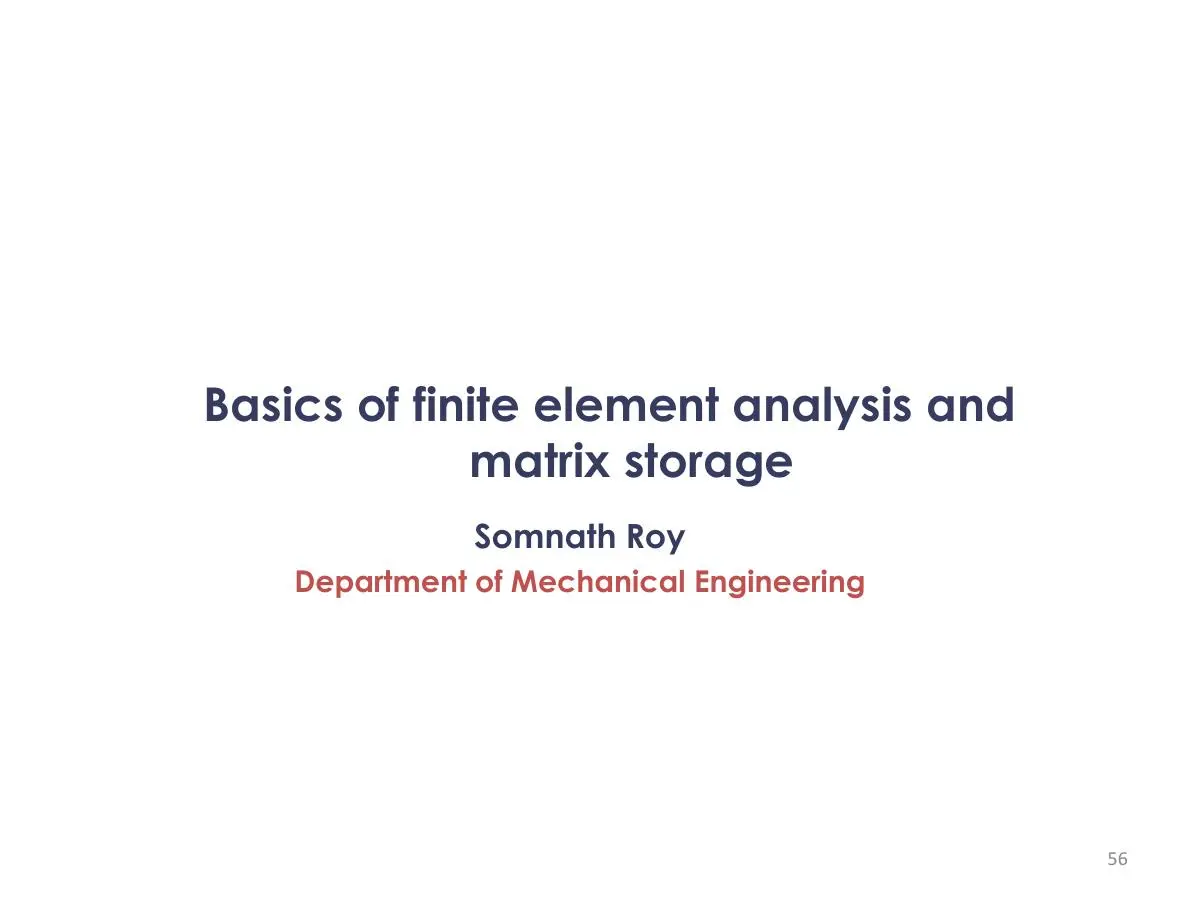 Basics of finite element analysis and
matrix storage
Somnath Roy
Department of Mechanical Engineering
56